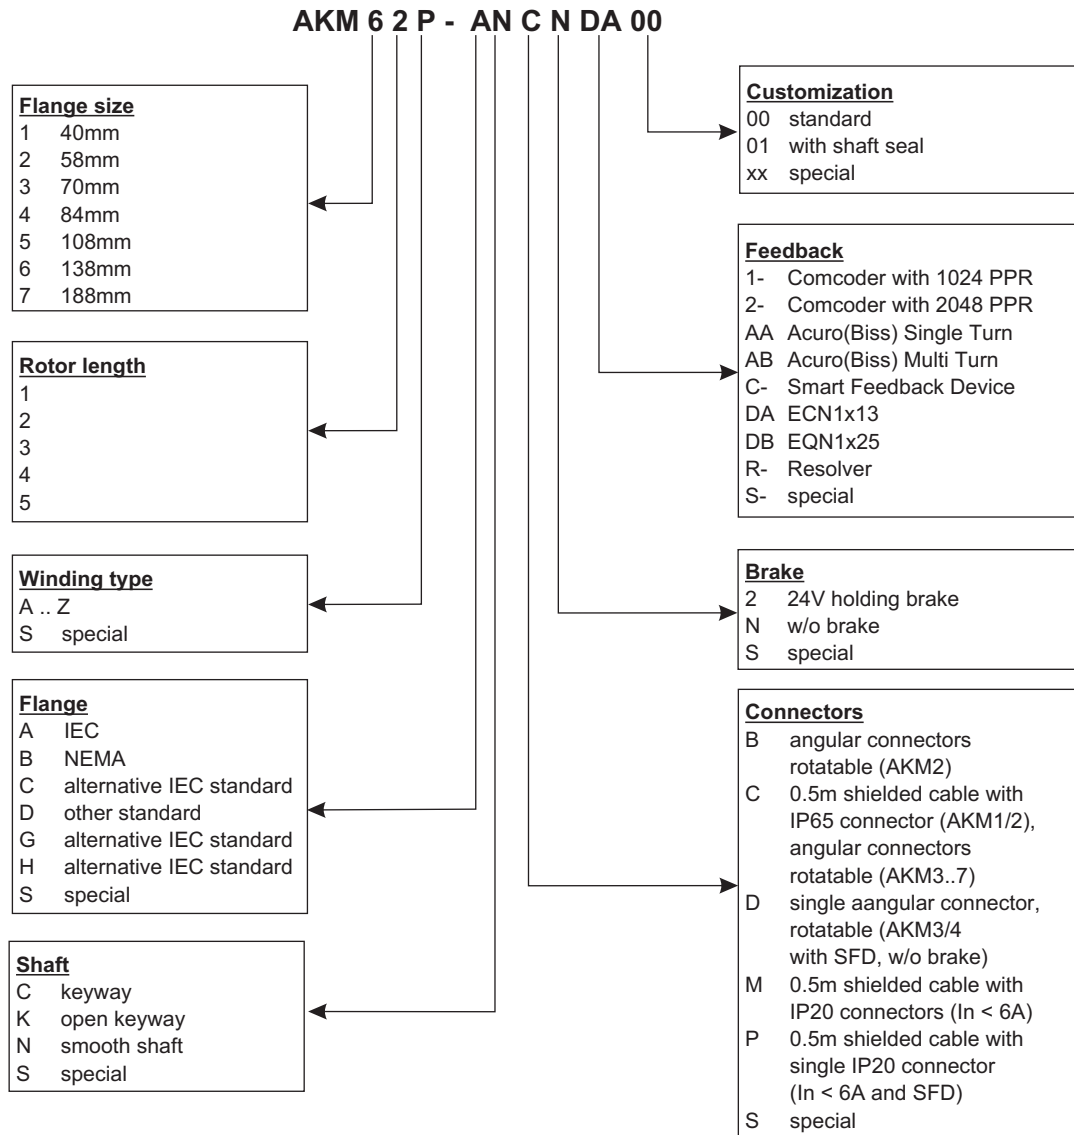 AKM 6 2 P - AN C N DA 00
Flange size
1 40mm
2 58mm
3 70mm
4 84mm
5 108mm
6 138mm
7 188mm
Rotor length
1
2
3
4
5
Winding type
A .. Z
S special
Flange
A IEC
B NEMA
C alternative IEC standard
D other standard
G alternative IEC standard
H alternative IEC standard
S special
Shaft
C keyway
K open keyway
N smooth shaft
S special
Customization
00 standard
01 with shaft seal
xx special
Feedback
1- Comcoder with 1024 PPR
2- Comcoder with 2048 PPR
AA Acuro(Biss) Single Turn
AB Acuro(Biss) Multi Turn
C- Smart Feedback Device
DA ECN1x13
DB EQN1x25
R- Resolver
S- special
Brake
2 24V holding brake
N w/o brake
S special
Connectors
B angular connectors
rotatable (AKM2)
C 0.5m shielded cable with
IP65 connector (AKM1/2),
angular connectors
rotatable (AKM3..7)
D single aangular connector,
rotatable (AKM3/4
with SFD, w/o brake)
M 0.5m shielded cable with
IP20 connectors (In < 6A)
P 0.5m shielded cable with
single IP20 connector
(In < 6A and SFD)
S special